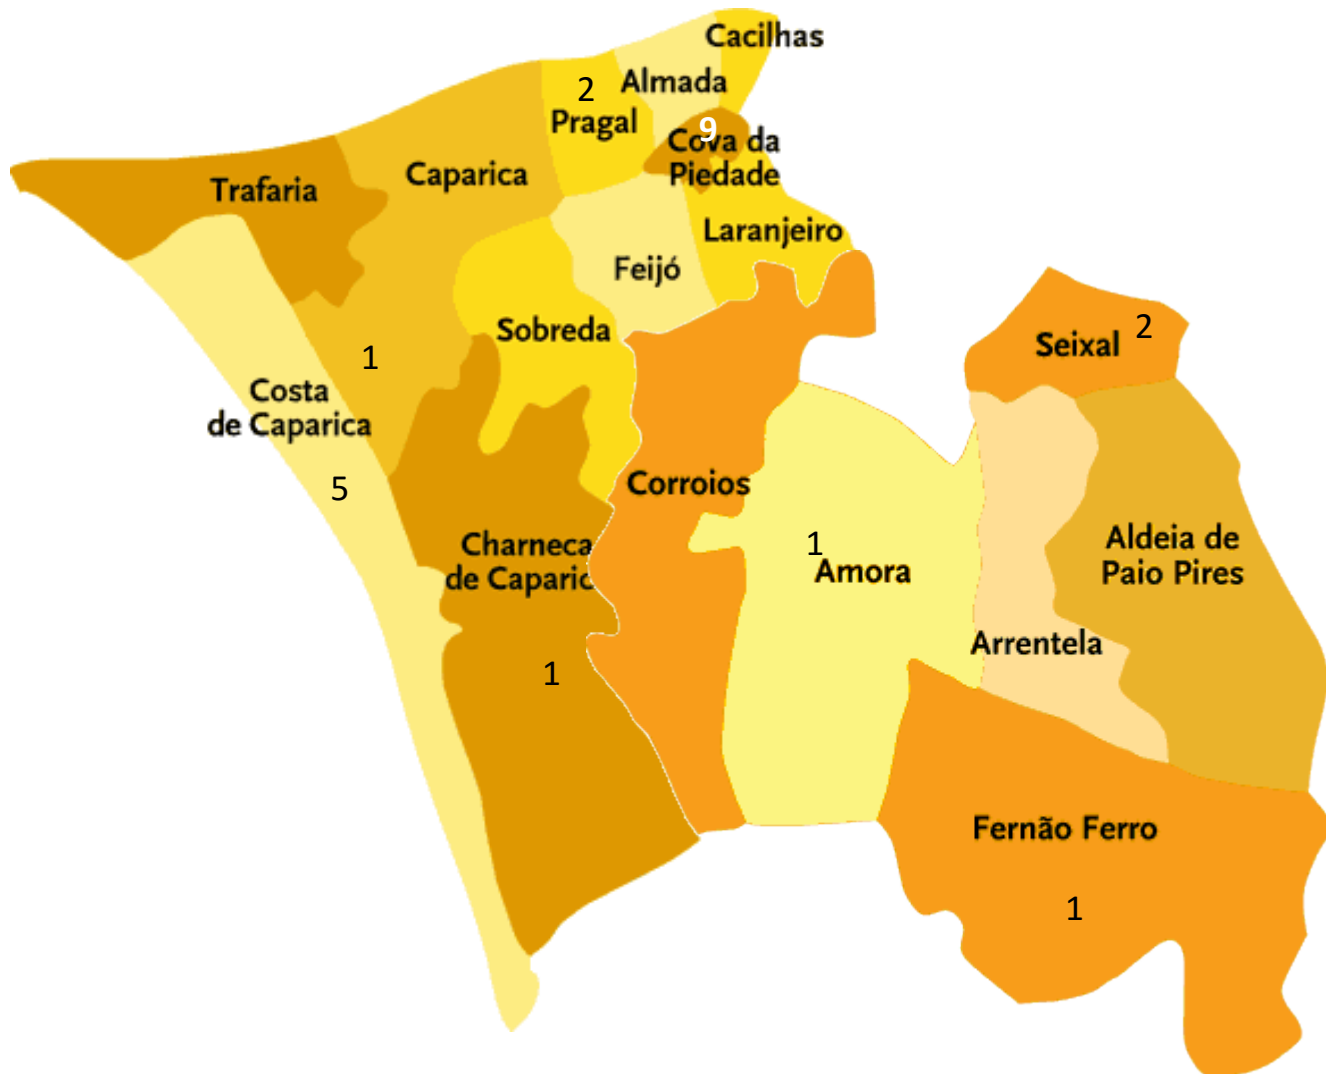 Cacilhas
Almada
2
Pragal
9
Cova da
Piedade
Trafaria
Caparica
Laranjeiro
Feijó
Sobreda
Seixal
2
1
Costa
de Caparica
5
Corroios
Charneca
de Caparic
1
1
Amora
Aldeia de
Paio Pires
Arrentela
Fernão Ferro
1